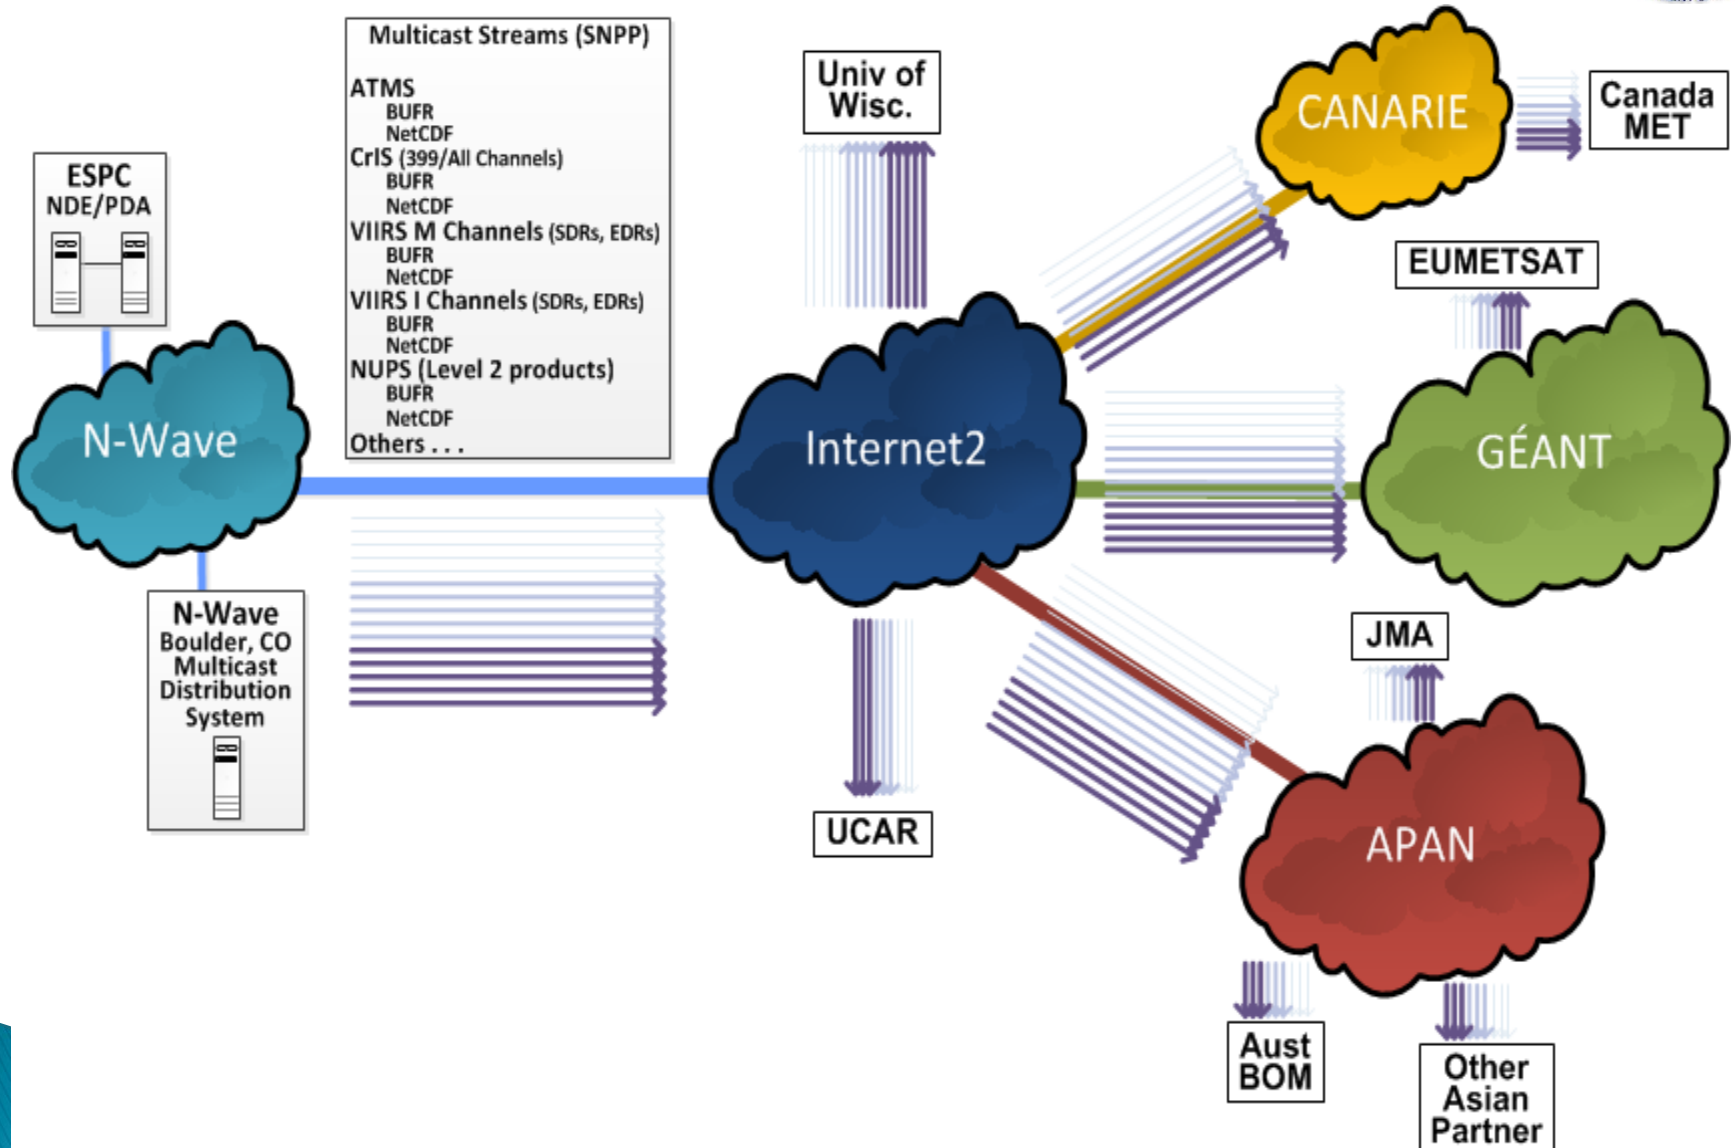 Multicast Streams (SNPP)
ATMS
BUFR
NetCDF
CrIS (399/All Channels)
BUFR
NetCDF
VIIRS M Channels (SDRs, EDRs)
BUFR
NetCDF
VIIRS I Channels (SDRs, EDRs)
BUFR
NetCDF
NUPS (Level 2 products)
BUFR
NetCDF
Others . . .
ESPC
NDE/PDA
N-Wave
N-Wave
Boulder, CO
Multicast
Distribution
System
Univ of
Wisc.
Internet2
UCAR
CANARIE
Canada
MET
EUMETSAT
GÉANT
JMA
APAN
Aust
BOM
Other
Asian
Partner